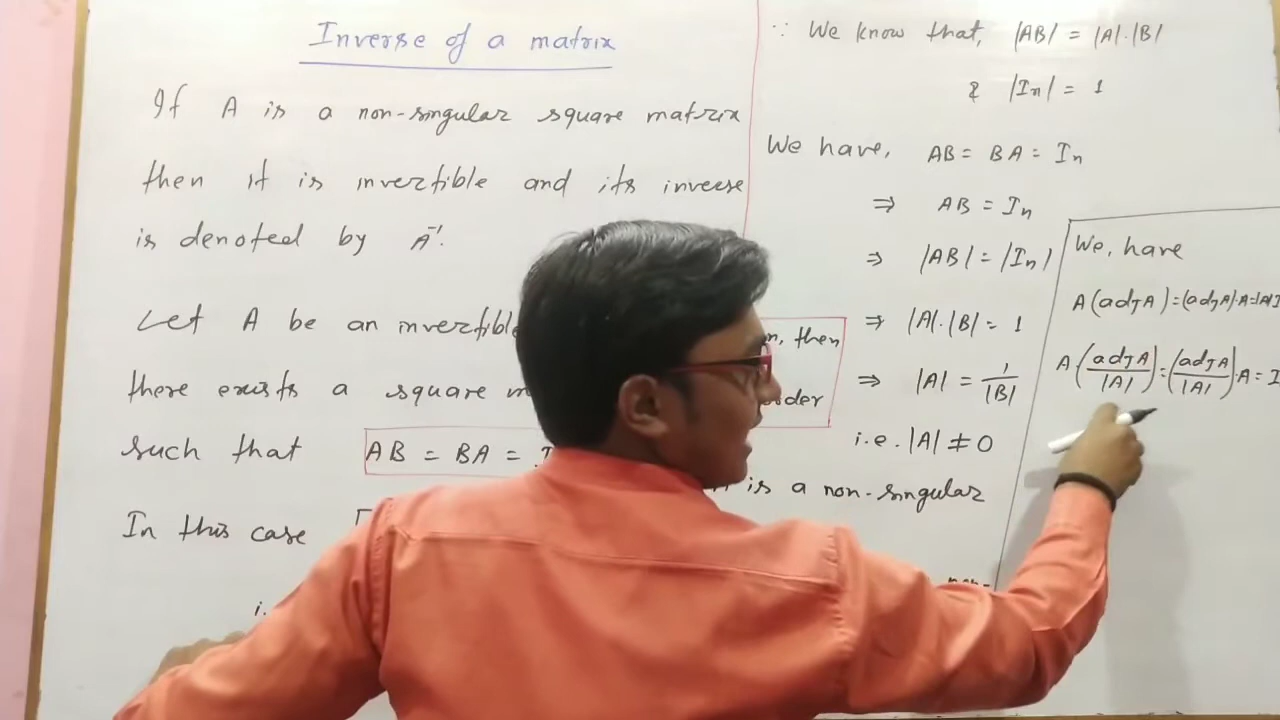 Inverse of a matrix
If A is a non-singular square matrix
then it is invertible and its inverse
is denoted by A⁻¹.
Let A be an invertible
n, then
there exists a square m
order
such that AB = BA = I
In this case
i.
∵ We know that, |AB| = |A|.|B|
& |In| = 1
We have, AB = BA = In
⇒ AB = In
⇒ |AB| = |In|
⇒ |A|.|B| = 1
⇒ |A| = 1/|B|
i.e. |A| ≠ 0
is a non-singular
non-
We, have
A(adjA) = (adjA).A = |A|I
A.(adjA/|A|) = (adjA/|A|).A = I